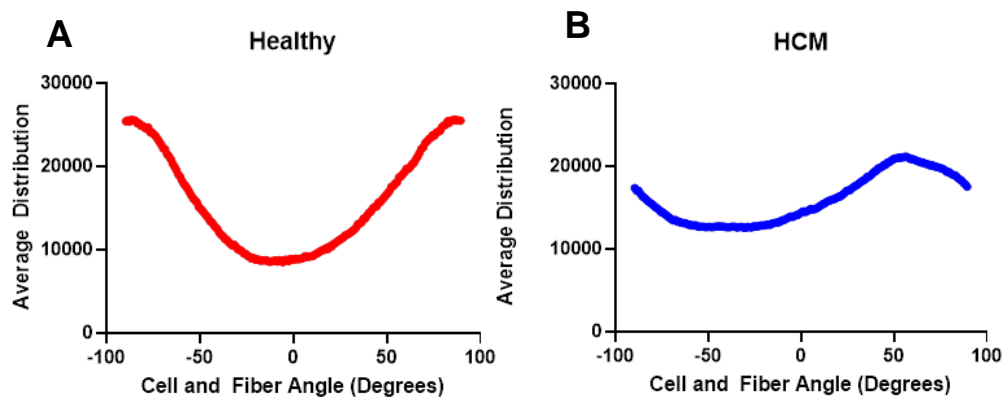 A
Healthy
30000
20000
10000
0
-100 -50 0 50 100
Average Distribution
Cell and Fiber Angle (Degrees)
B
HCM
30000
20000
10000
0
-100 -50 0 50 100
Average Distribution
Cell and Fiber Angle (Degrees)